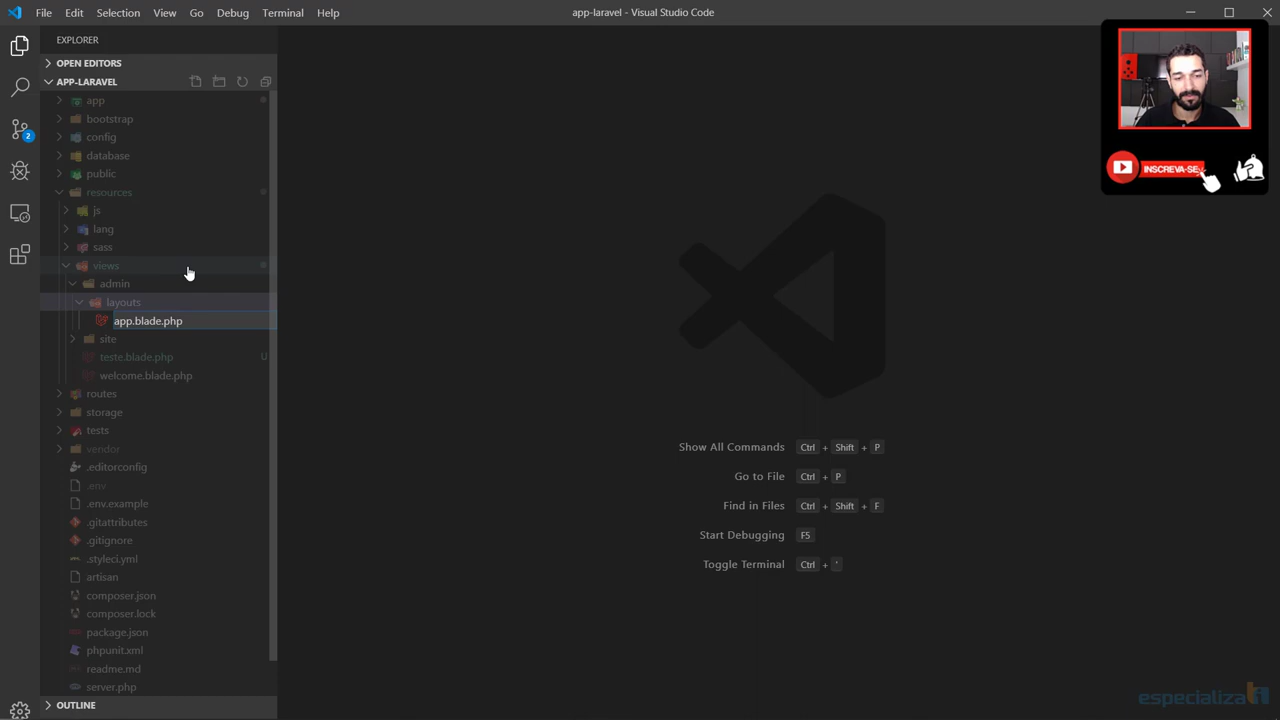 File Edit Selection View Go Debug Terminal Help
app-laravel - Visual Studio Code
EXPLORER
OPEN EDITORS
APP-LARAVEL
app
bootstrap
config
database
public
resources
js
lang
sass
views
admin
layouts
app.blade.php
site
teste.blade.php U
welcome.blade.php
routes
storage
tests
vendor
.editorconfig
.env
.env.example
.gitattributes
.gitignore
.styleci.yml
artisan
composer.json
composer.lock
package.json
phpunit.xml
readme.md
server.php
OUTLINE
2
Show All Commands Ctrl + Shift + P
Go to File Ctrl + P
Find in Files Ctrl + Shift + F
Start Debugging F5
Toggle Terminal Ctrl + '
INSCREVA-SE
especializati